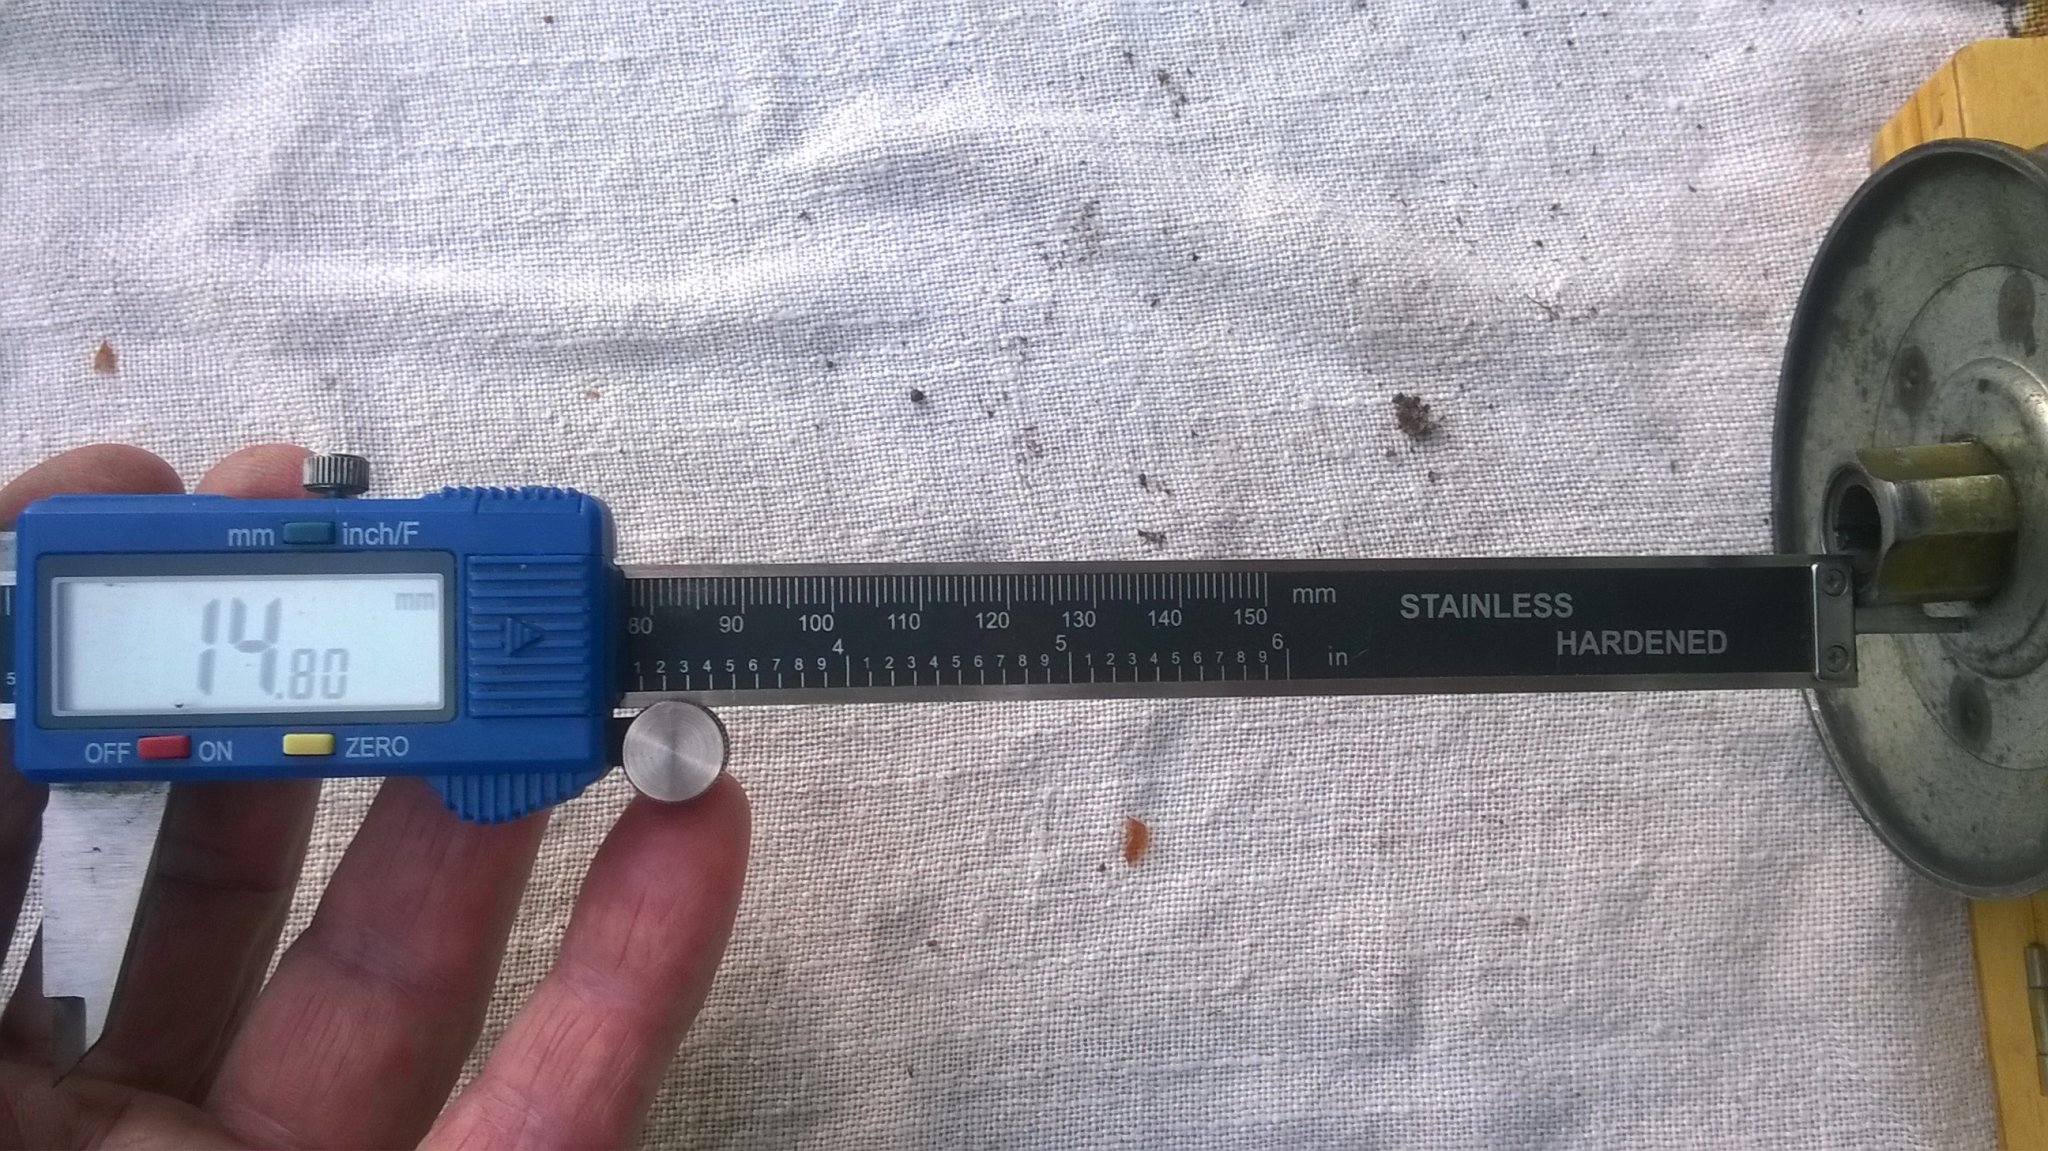 mm inch/F
mm
14.80
OFF ON ZERO
80 90 100 110 120 130 140 150 mm
4 5 6
1 2 3 4 5 6 7 8 9 1 2 3 4 5 6 7 8 9 1 2 3 4 5 6 7 8 9 in
STAINLESS
HARDENED
5